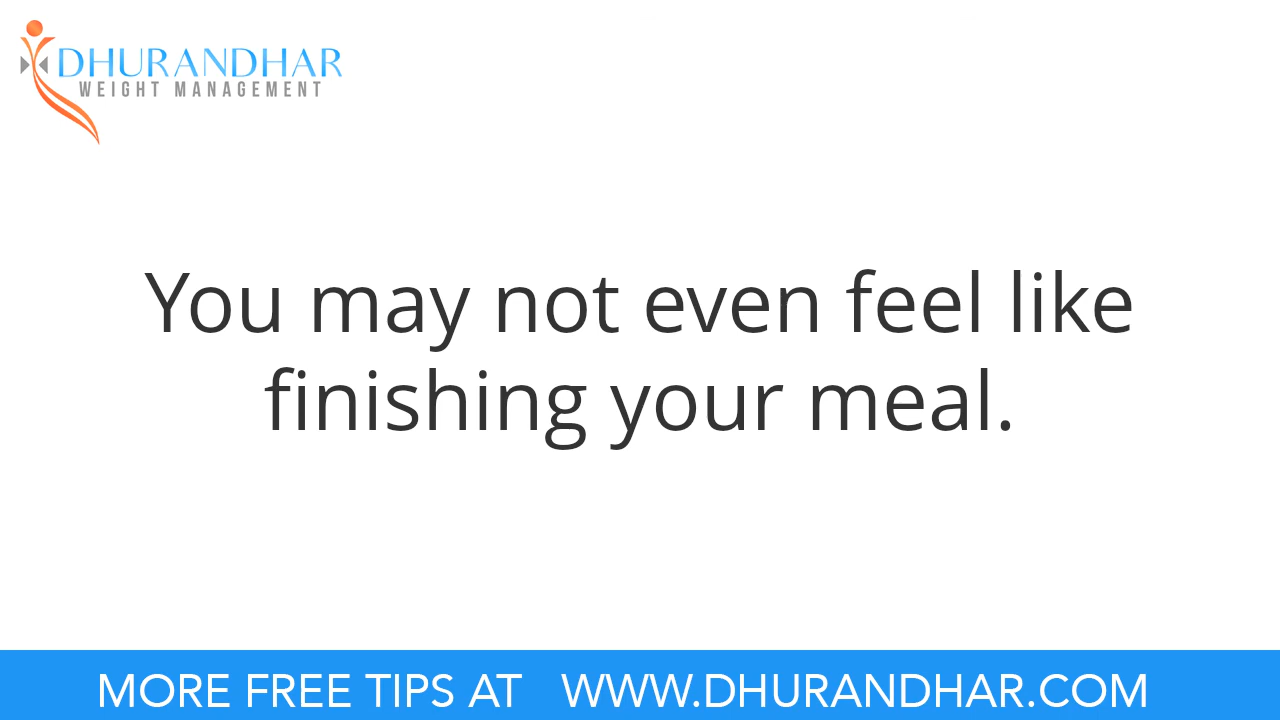 DHURANDHAR
WEIGHT MANAGEMENT
You may not even feel like
finishing your meal.
MORE FREE TIPS AT WWW.DHURANDHAR.COM